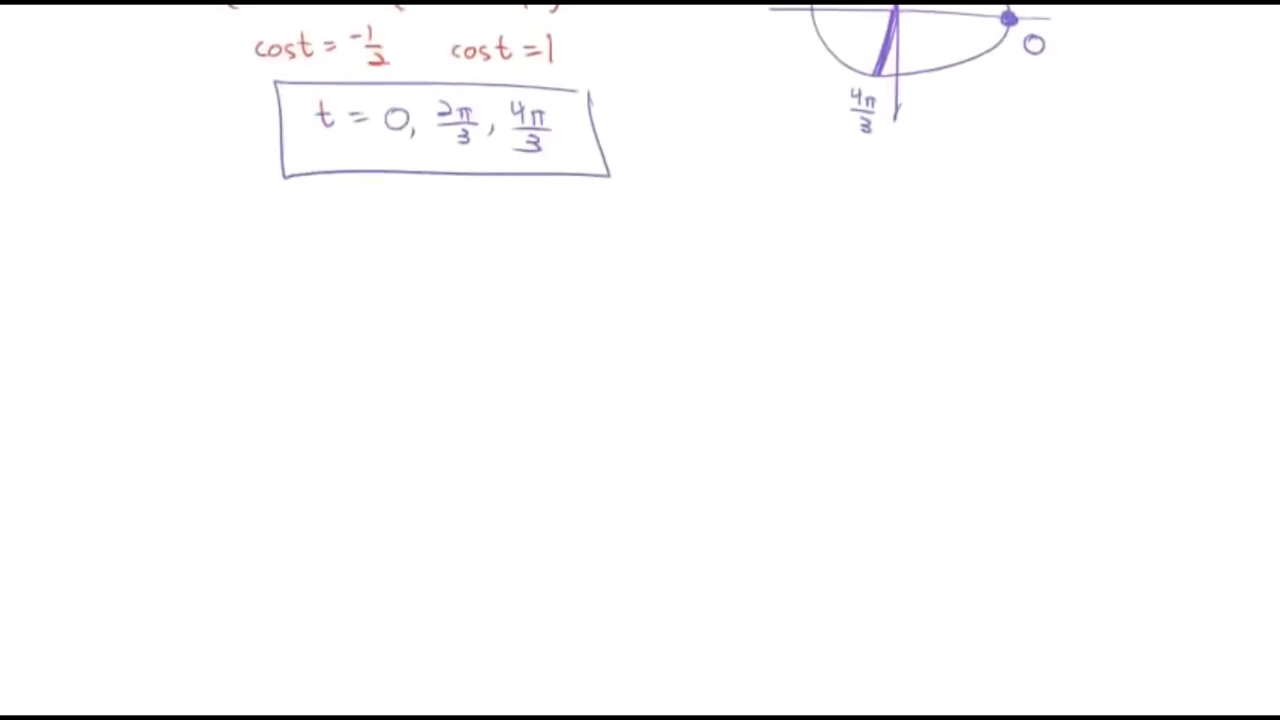 cost = -1/2    cost = 1
t = 0, 2π/3, 4π/3
0
4π/3